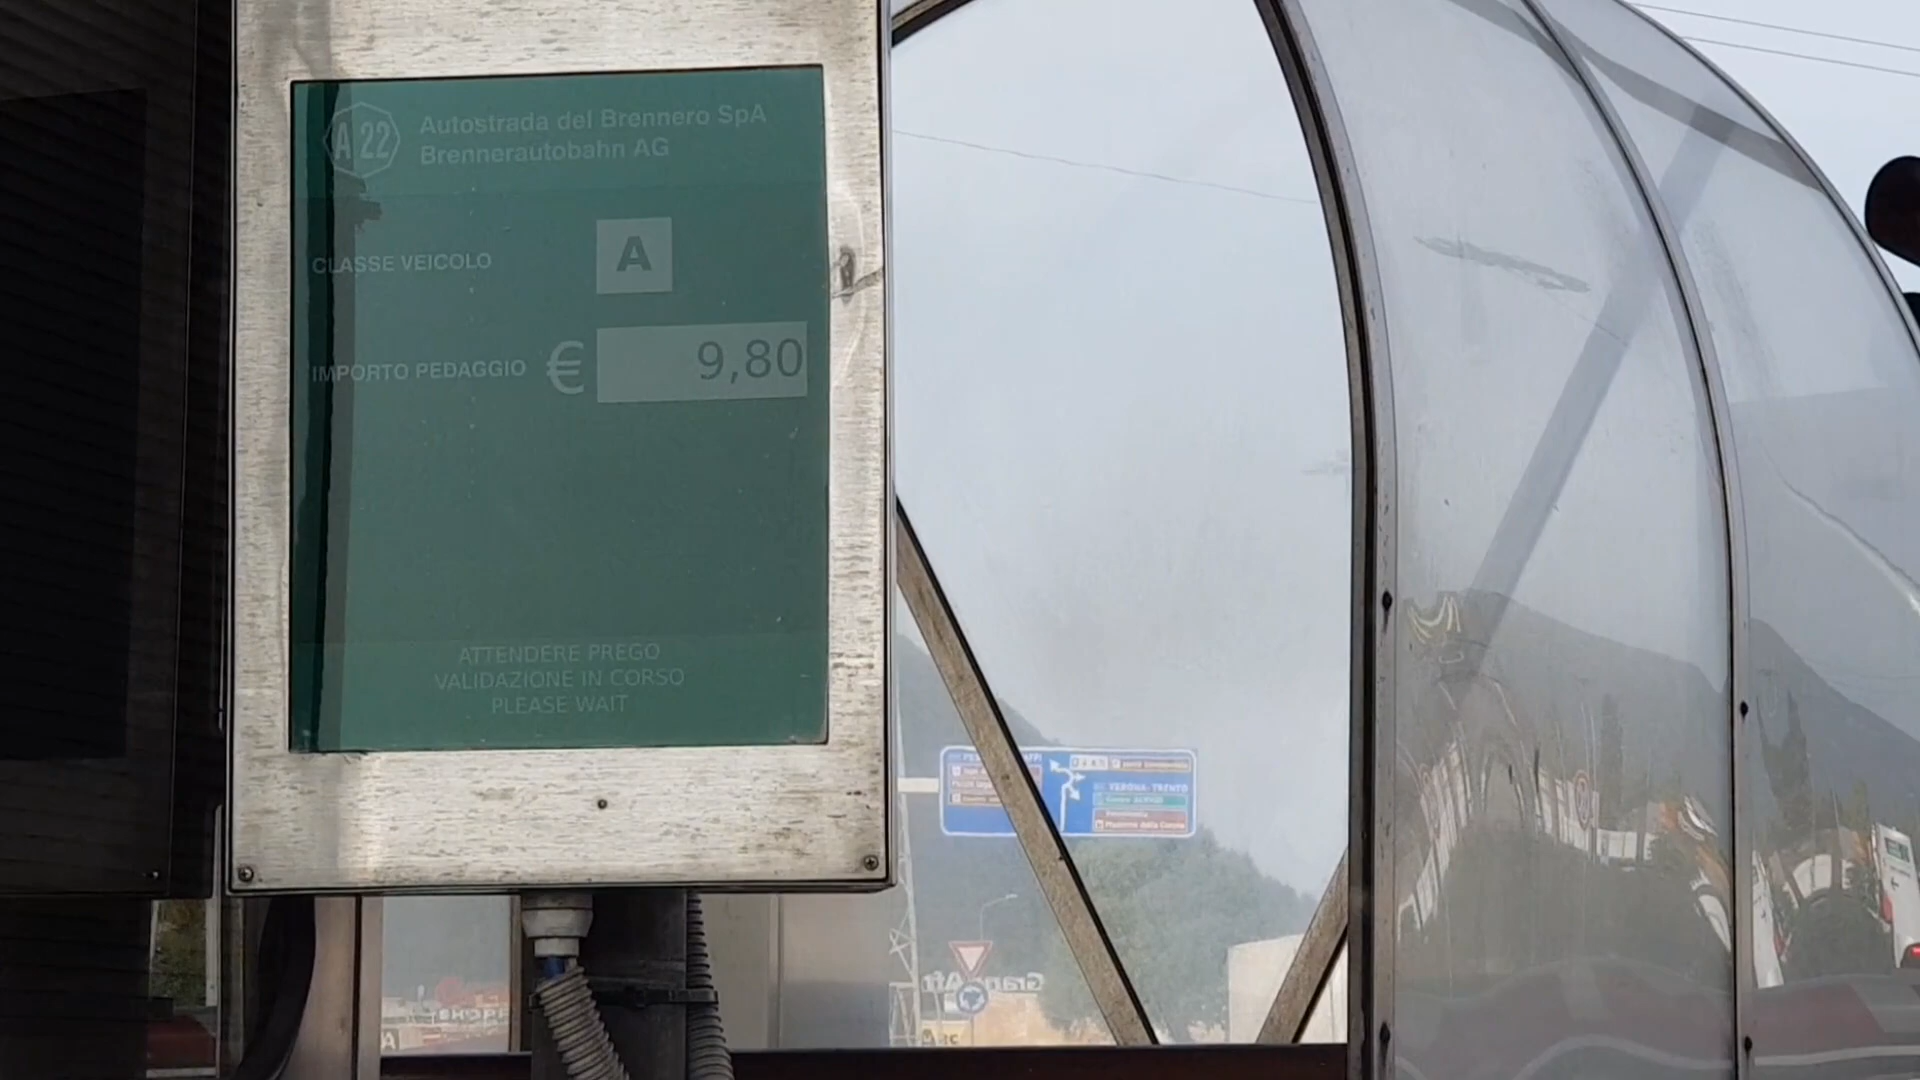 A 22
Autostrada del Brennero SpA
Brennerautobahn AG
CLASSE VEICOLO A
IMPORTO PEDAGGIO € 9,80
ATTENDERE PREGO
VALIDAZIONE IN CORSO
PLEASE WAIT
VERONA-TRENTO